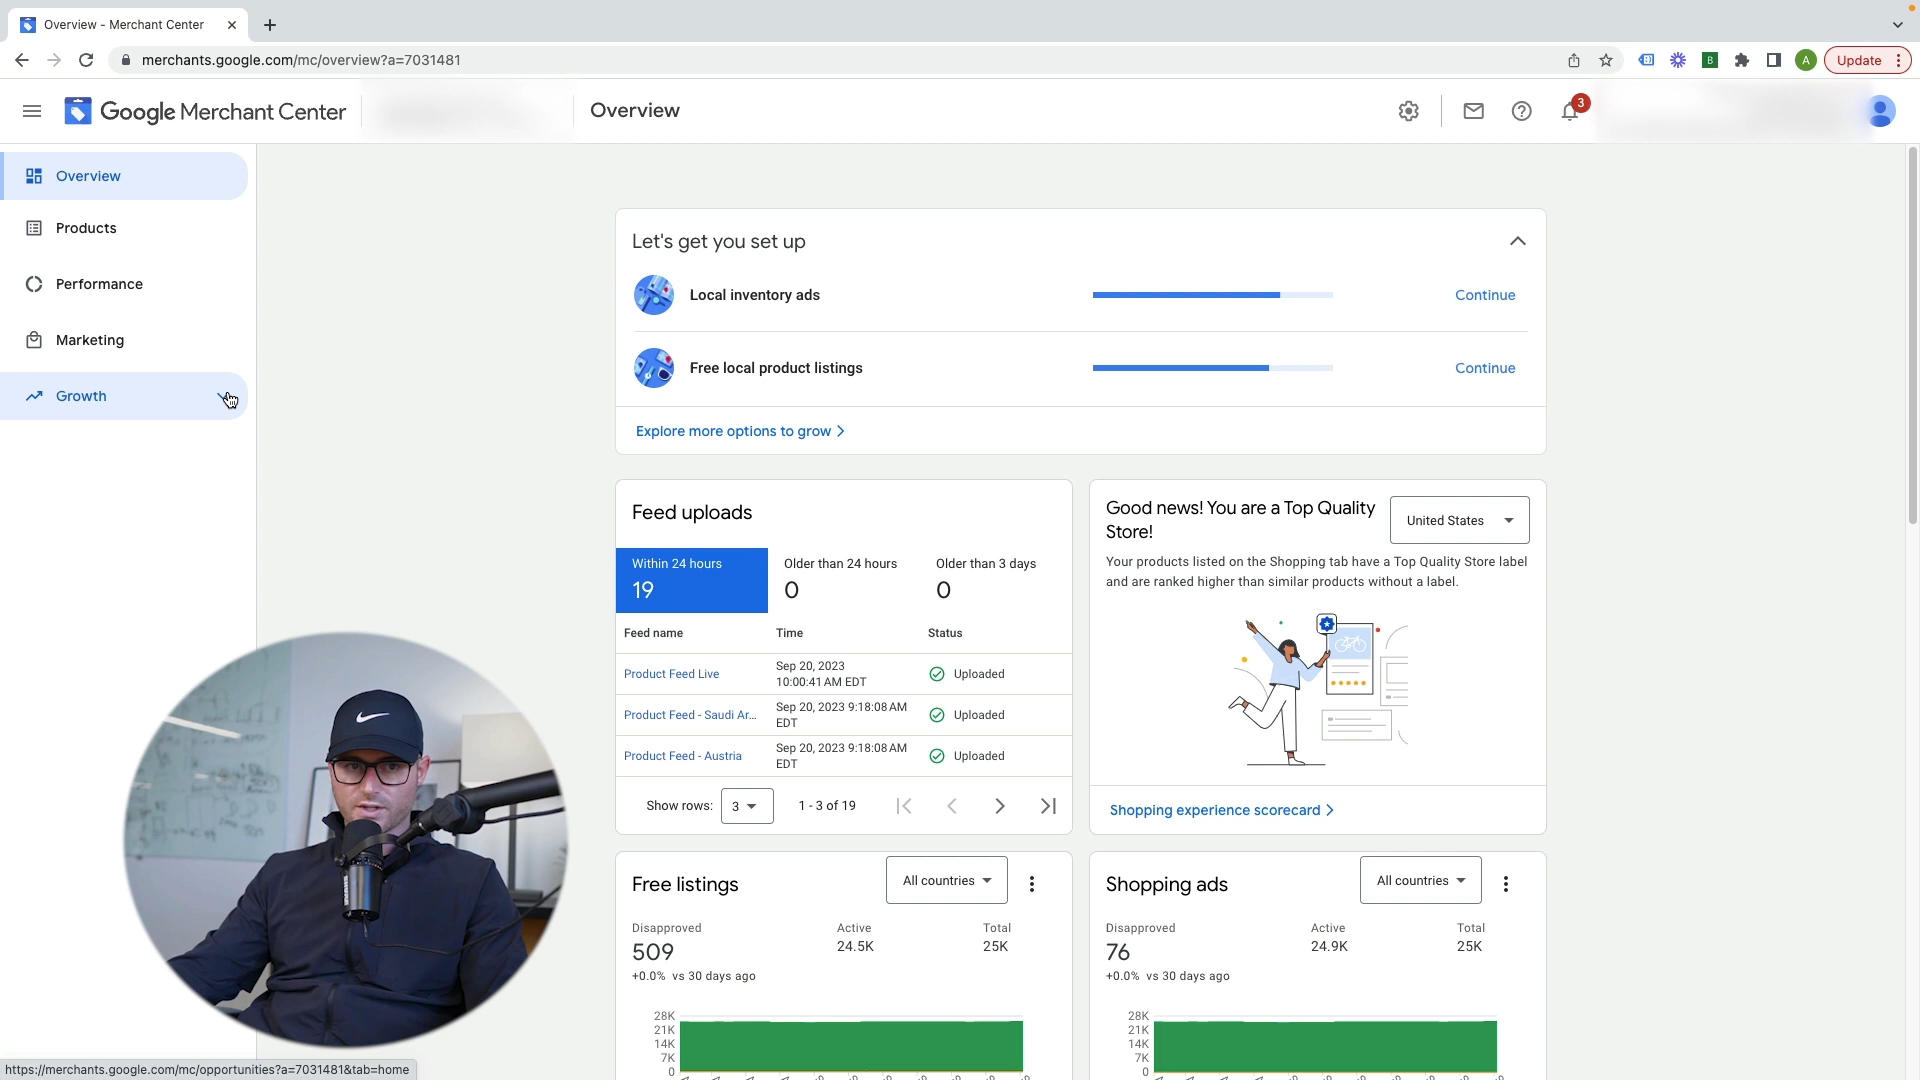 Overview - Merchant Center
merchants.google.com/mc/overview?a=7031481
B
A
Update
Google Merchant Center
Overview
3
Overview
Products
Performance
Marketing
Growth
Let's get you set up
Local inventory ads
Continue
Free local product listings
Continue
Explore more options to grow
Feed uploads
Within 24 hours
19
Older than 24 hours
0
Older than 3 days
0
Feed name Time Status
Product Feed Live
Sep 20, 2023
10:00:41 AM EDT
Uploaded
Product Feed - Saudi Ar...
Sep 20, 2023 9:18:08 AM
EDT
Uploaded
Product Feed - Austria
Sep 20, 2023 9:18:08 AM
EDT
Uploaded
Show rows: 3 1 - 3 of 19
Good news! You are a Top Quality
Store!
United States
Your products listed on the Shopping tab have a Top Quality Store label
and are ranked higher than similar products without a label.
Shopping experience scorecard
Free listings
All countries
Disapproved Active Total
509 24.5K 25K
+0.0% vs 30 days ago
28K
21K
14K
7K
0
Shopping ads
All countries
Disapproved Active Total
76 24.9K 25K
+0.0% vs 30 days ago
28K
21K
14K
7K
0
https://merchants.google.com/mc/opportunities?a=7031481&tab=home